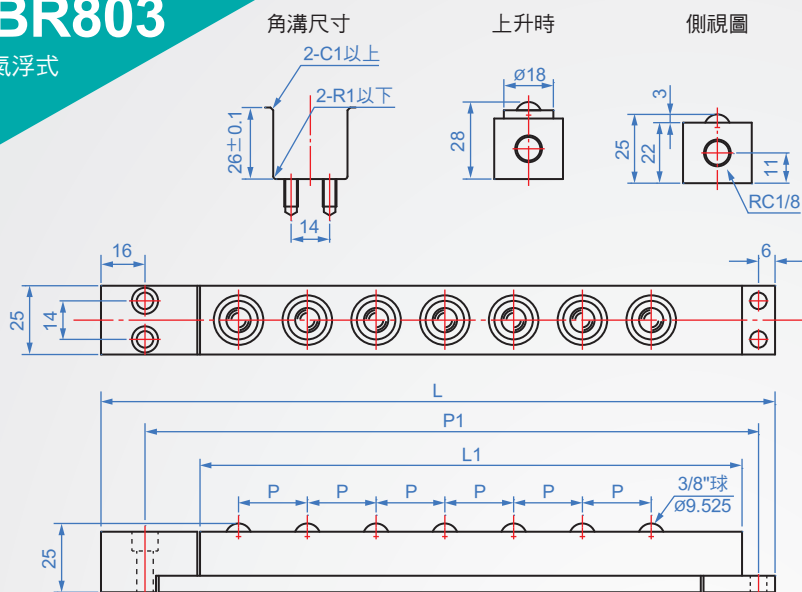 BR803
氣浮式
角溝尺寸
2-C1以上
2-R1以下
26±0.1
14
上升時
Ø18
28
側視圖
3
25
22
11
RC1/8
16
25
14
6
L
P1
L1
P P P P P P
3/8"球
Ø9.525
25